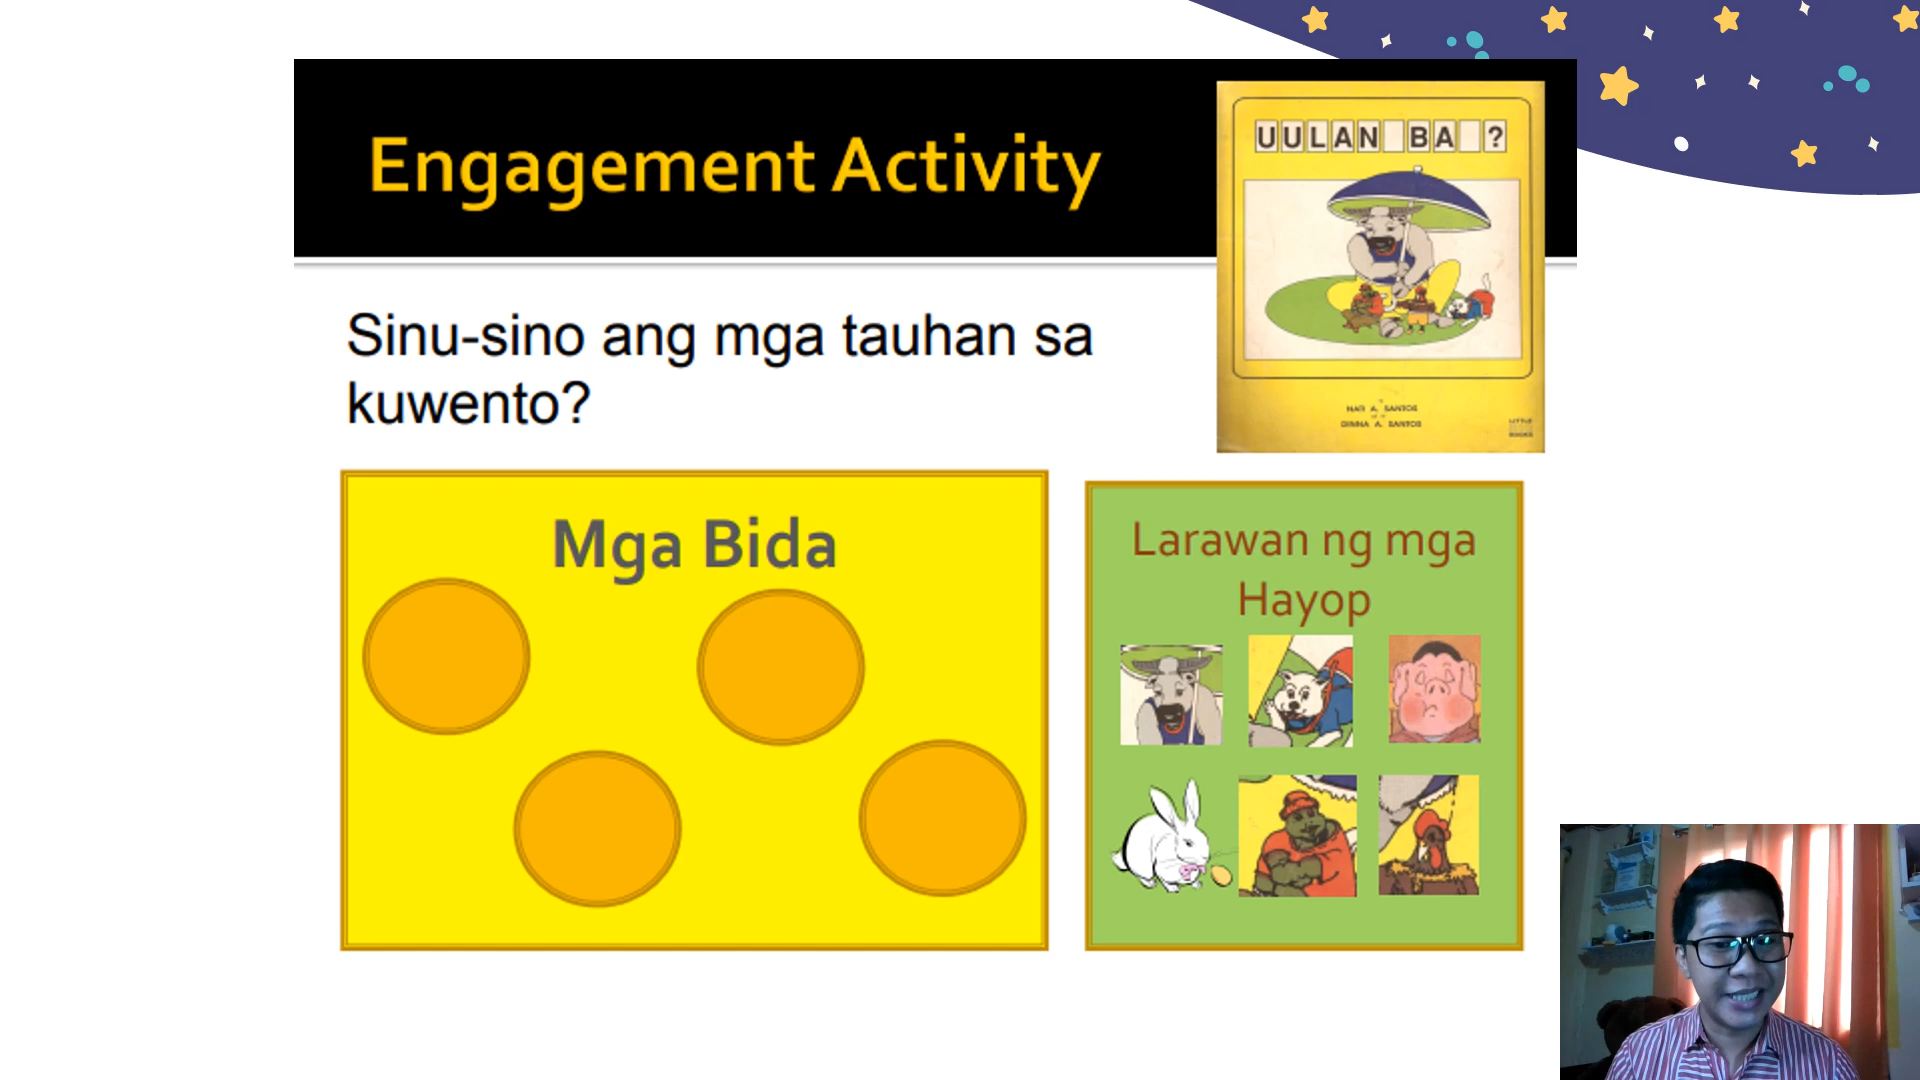 Engagement Activity
UULAN BA ?
NATI A. SANTOS
DINNA A. SANTOS
LITTLE
BOOKS
Sinu-sino ang mga tauhan sa
kuwento?
Mga Bida
Larawan ng mga
Hayop